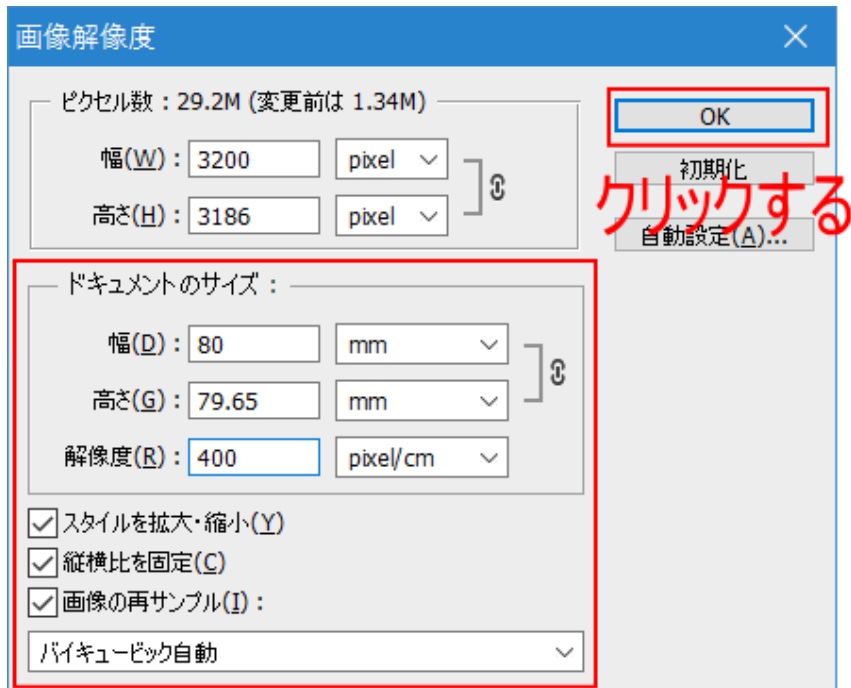 画像解像度
ピクセル数：29.2M (変更前は 1.34M)
幅(W)：3200 pixel
高さ(H)：3186 pixel
OK
初期化
クリックする
自動設定(A)...
ドキュメントのサイズ：
幅(D)：80 mm
高さ(G)：79.65 mm
解像度(R)：400 pixel/cm
スタイルを拡大・縮小(Y)
縦横比を固定(C)
画像の再サンプル(I)：
バイキュービック自動